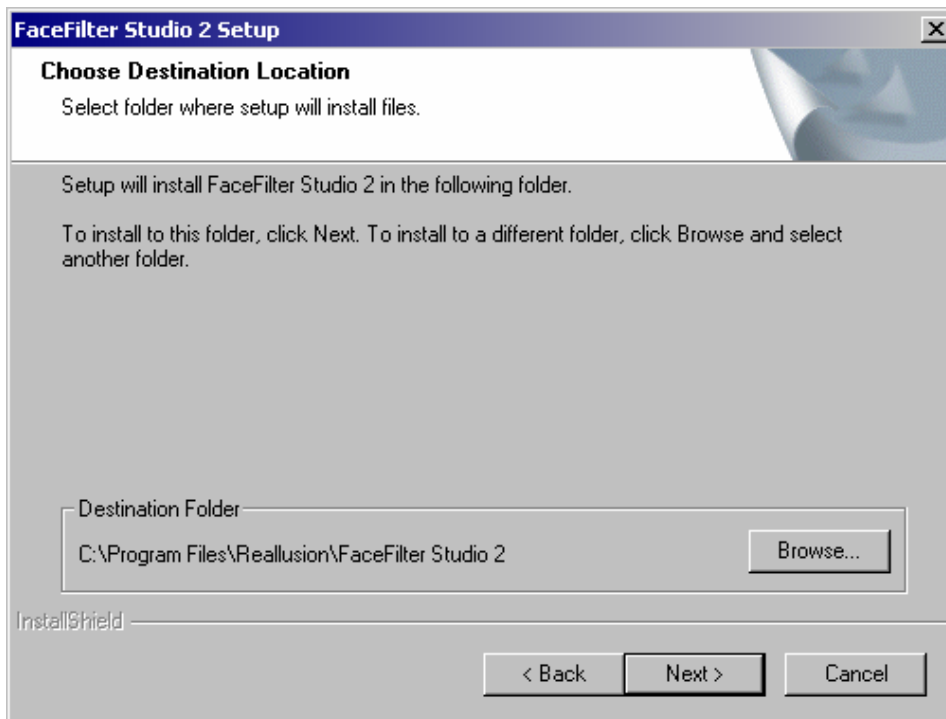 FaceFilter Studio 2 Setup
Choose Destination Location
Select folder where setup will install files.
Setup will install FaceFilter Studio 2 in the following folder.
To install to this folder, click Next. To install to a different folder, click Browse and select
another folder.
Destination Folder
C:\Program Files\Reallusion\FaceFilter Studio 2
Browse...
InstallShield
< Back
Next >
Cancel